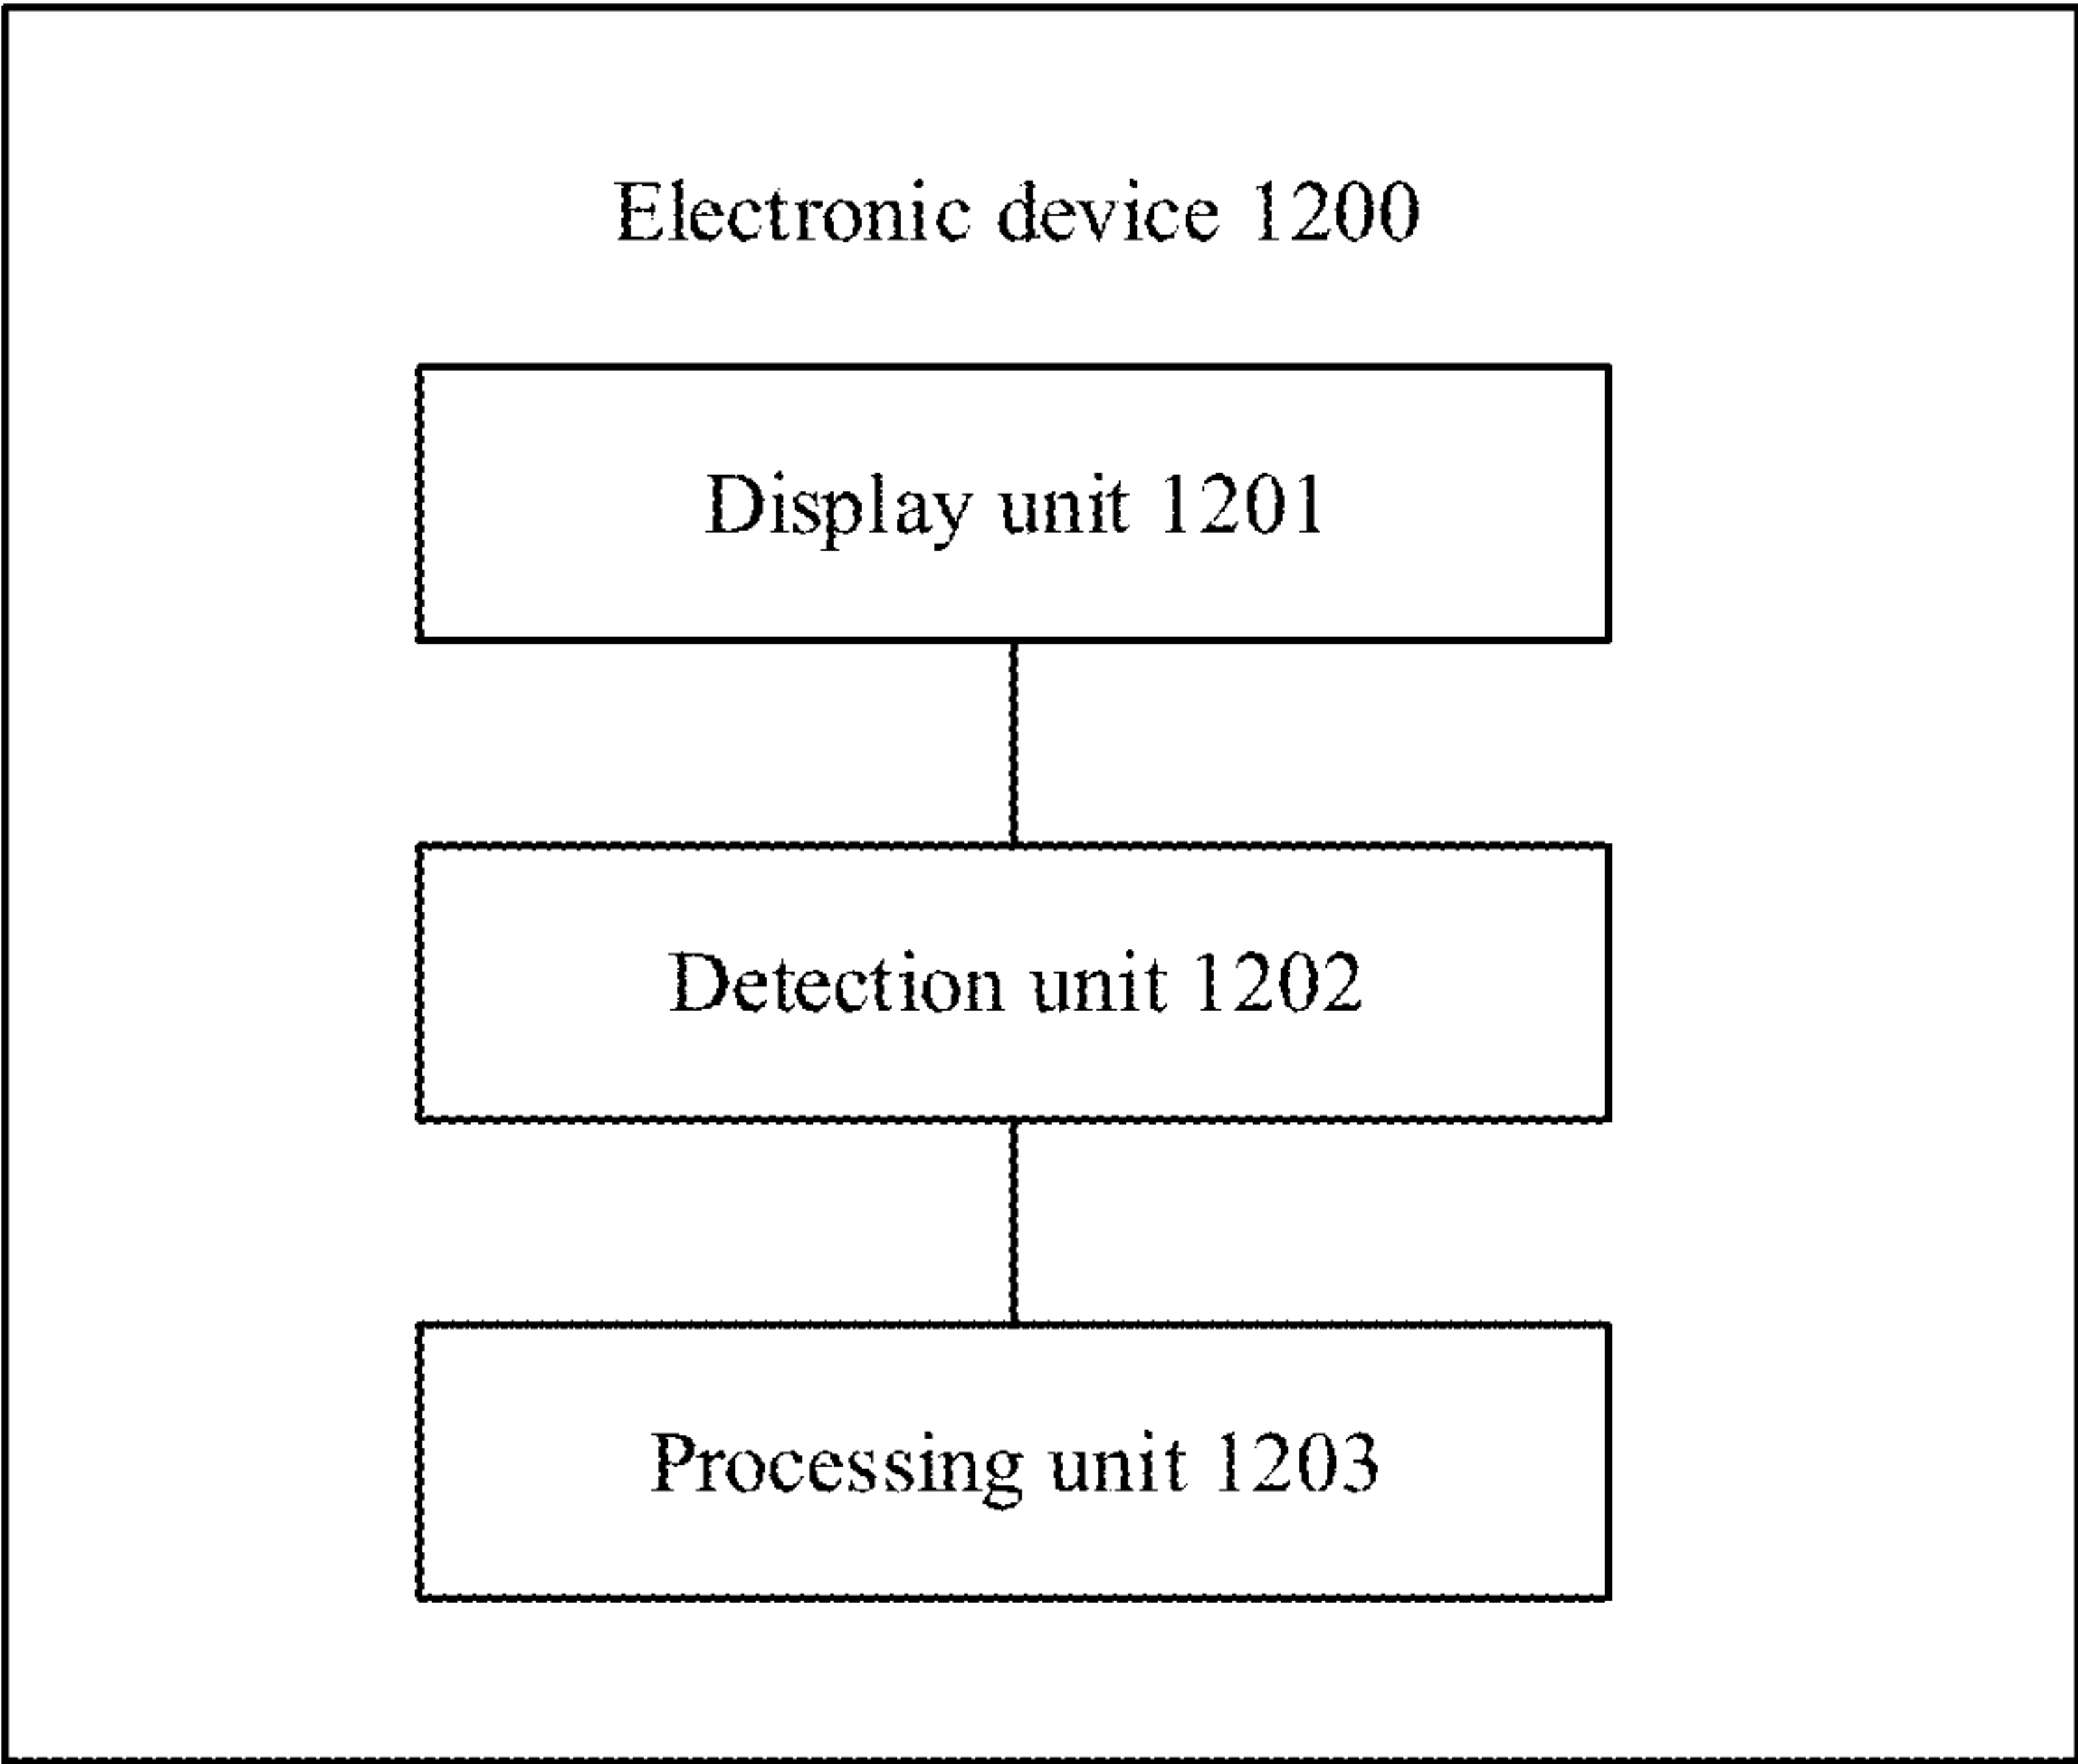 Electronic device 1200
Display unit 1201
Detection unit 1202
Processing unit 1203